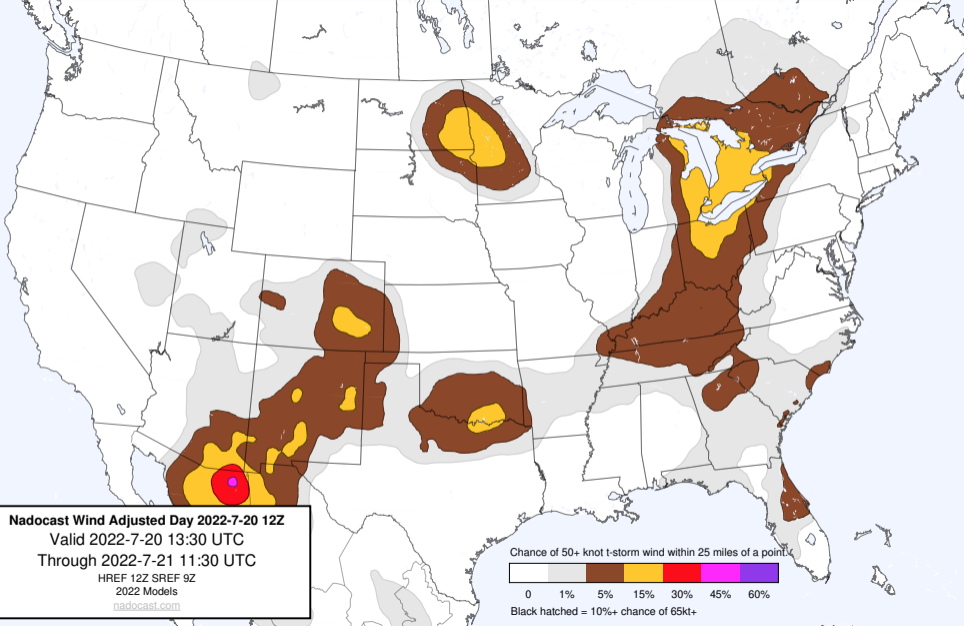 Nadocast Wind Adjusted Day 2022-7-20 12Z
Valid 2022-7-20 13:30 UTC
Through 2022-7-21 11:30 UTC
HREF 12Z SREF 9Z
2022 Models
nadocast.com
Chance of 50+ knot t-storm wind within 25 miles of a point.
0 1% 5% 15% 30% 45% 60%
Black hatched = 10%+ chance of 65kt+